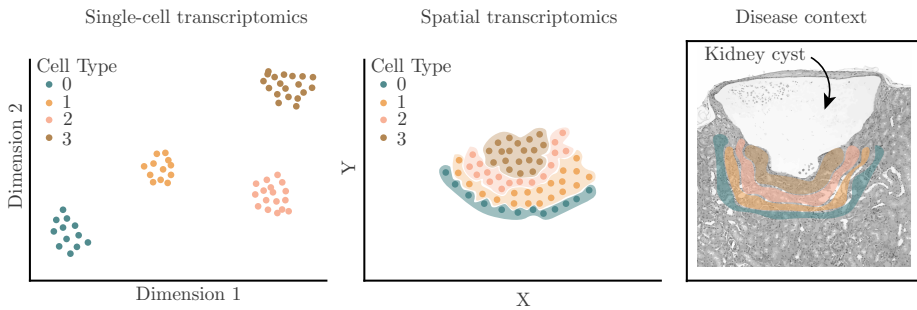 Single-cell transcriptomics
Spatial transcriptomics
Disease context
Cell Type
0
1
2
3
Dimension 2
Dimension 1
Cell Type
0
1
2
3
Y
X
Kidney cyst